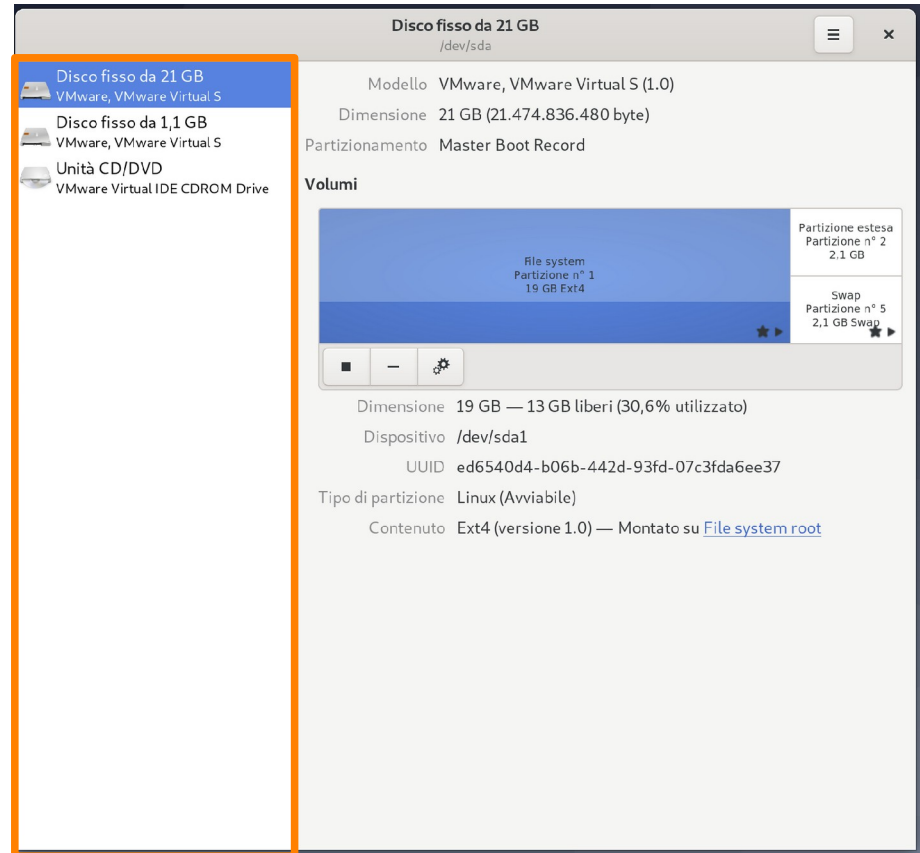 Disco fisso da 21 GB
/dev/sda
Disco fisso da 21 GB
VMware, VMware Virtual S
Disco fisso da 1,1 GB
VMware, VMware Virtual S
Unità CD/DVD
VMware Virtual IDE CDROM Drive
Modello VMware, VMware Virtual S (1.0)
Dimensione 21 GB (21.474.836.480 byte)
Partizionamento Master Boot Record
Volumi
File system
Partizione n° 1
19 GB Ext4
Partizione estesa
Partizione n° 2
2,1 GB
Swap
Partizione n° 5
2,1 GB Swap
Dimensione 19 GB — 13 GB liberi (30,6% utilizzato)
Dispositivo /dev/sda1
UUID ed6540d4-b06b-442d-93fd-07c3fda6ee37
Tipo di partizione Linux (Avviabile)
Contenuto Ext4 (versione 1.0) — Montato su File system root